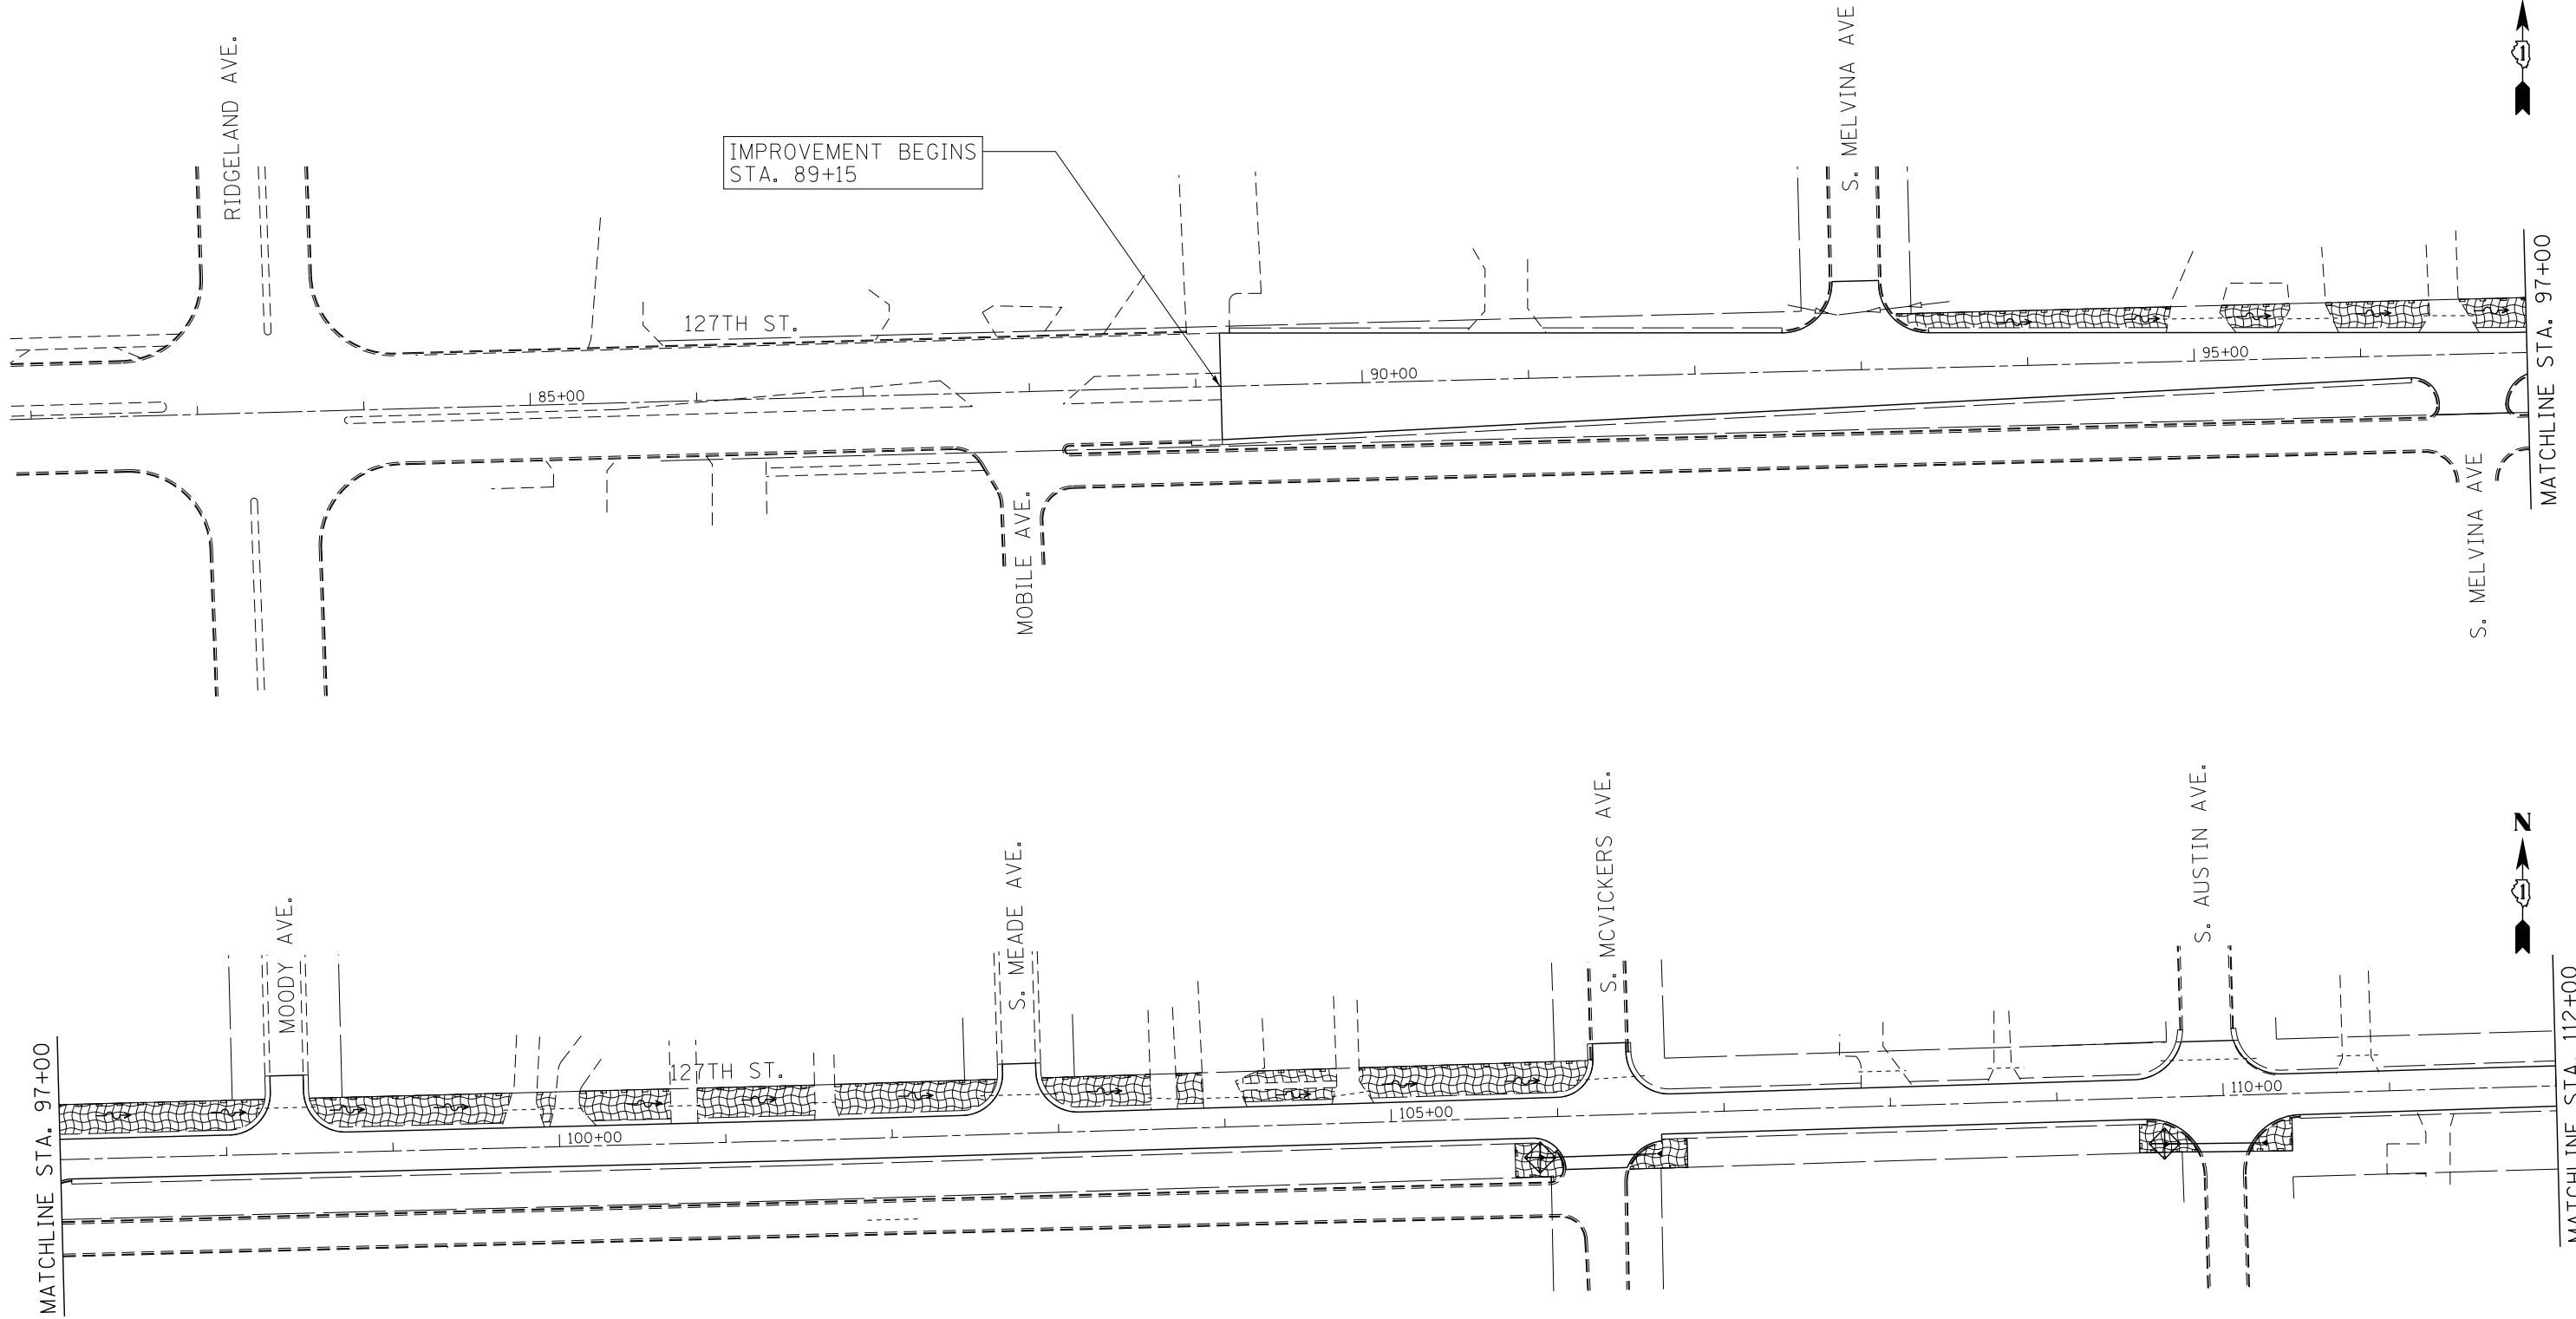 RIDGELAND AVE.
S. MELVINA AVE
1
IMPROVEMENT BEGINS
STA. 89+15
127TH ST.
85+00
90+00
95+00
MATCHLINE STA. 97+00
MOBILE AVE.
S. MELVINA AVE
MOODY AVE.
S. MEADE AVE.
S. MCVICKERS AVE.
S. AUSTIN AVE.
N
1
MATCHLINE STA. 97+00
127TH ST.
100+00
105+00
110+00
MATCHLINE STA. 112+00